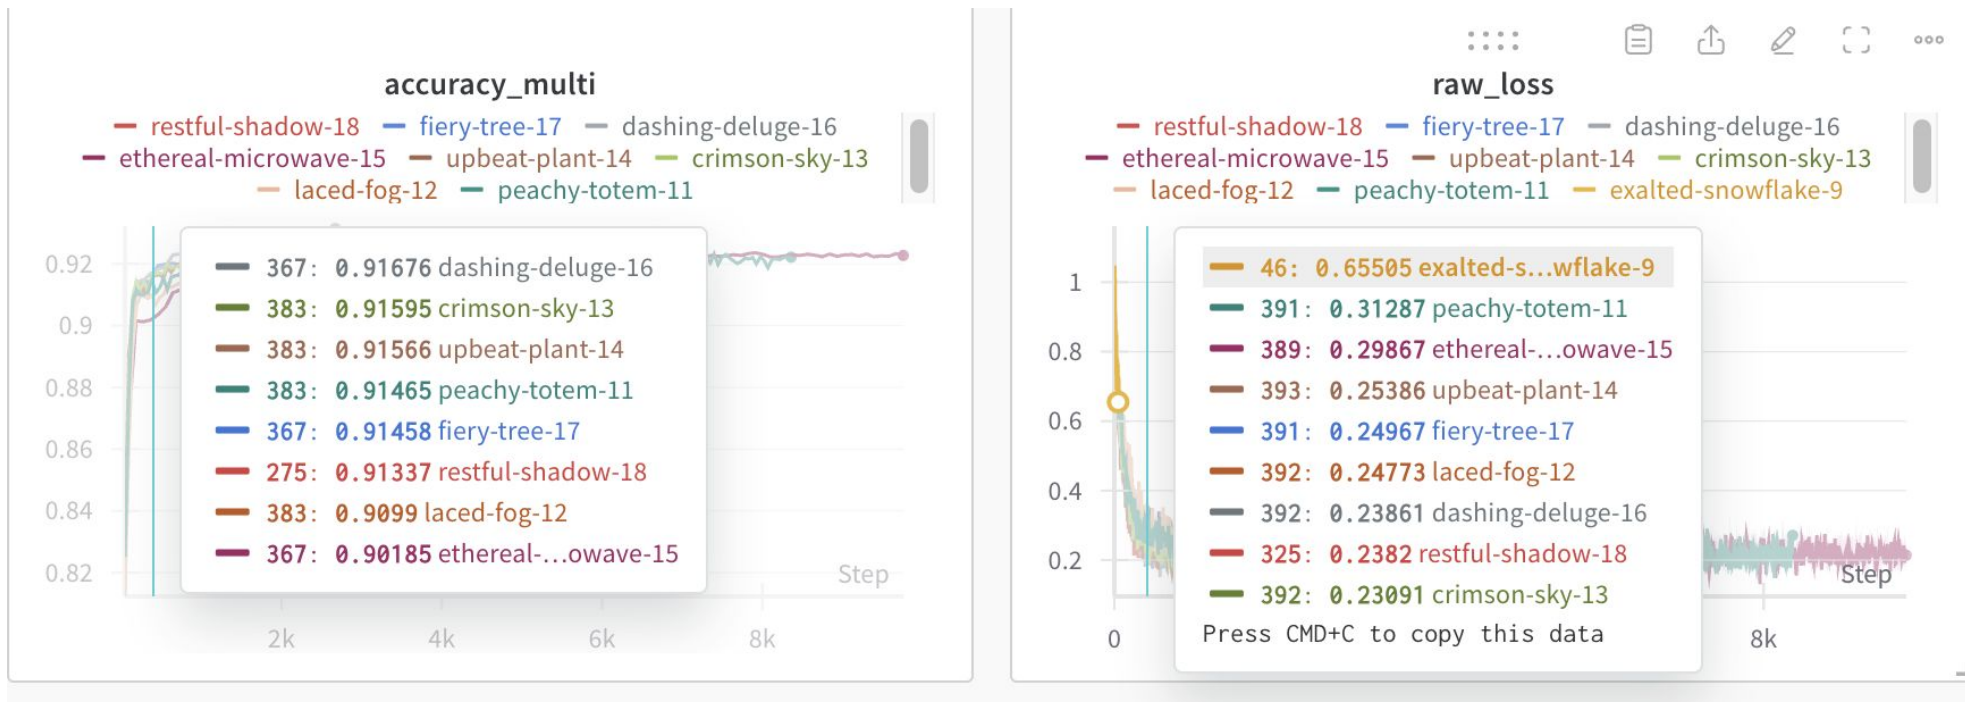 accuracy_multi
restful-shadow-18 fiery-tree-17 dashing-deluge-16
ethereal-microwave-15 upbeat-plant-14 crimson-sky-13
laced-fog-12 peachy-totem-11
0.92
0.9
0.88
0.86
0.84
0.82
367: 0.91676 dashing-deluge-16
383: 0.91595 crimson-sky-13
383: 0.91566 upbeat-plant-14
383: 0.91465 peachy-totem-11
367: 0.91458 fiery-tree-17
275: 0.91337 restful-shadow-18
383: 0.9099 laced-fog-12
367: 0.90185 ethereal-...owave-15
Step
2k 4k 6k 8k
raw_loss
restful-shadow-18 fiery-tree-17 dashing-deluge-16
ethereal-microwave-15 upbeat-plant-14 crimson-sky-13
laced-fog-12 peachy-totem-11 exalted-snowflake-9
1
0.8
0.6
0.4
0.2
46: 0.65505 exalted-s...wflake-9
391: 0.31287 peachy-totem-11
389: 0.29867 ethereal-...owave-15
393: 0.25386 upbeat-plant-14
391: 0.24967 fiery-tree-17
392: 0.24773 laced-fog-12
392: 0.23861 dashing-deluge-16
325: 0.2382 restful-shadow-18
392: 0.23091 crimson-sky-13
Press CMD+C to copy this data
Step
0 8k